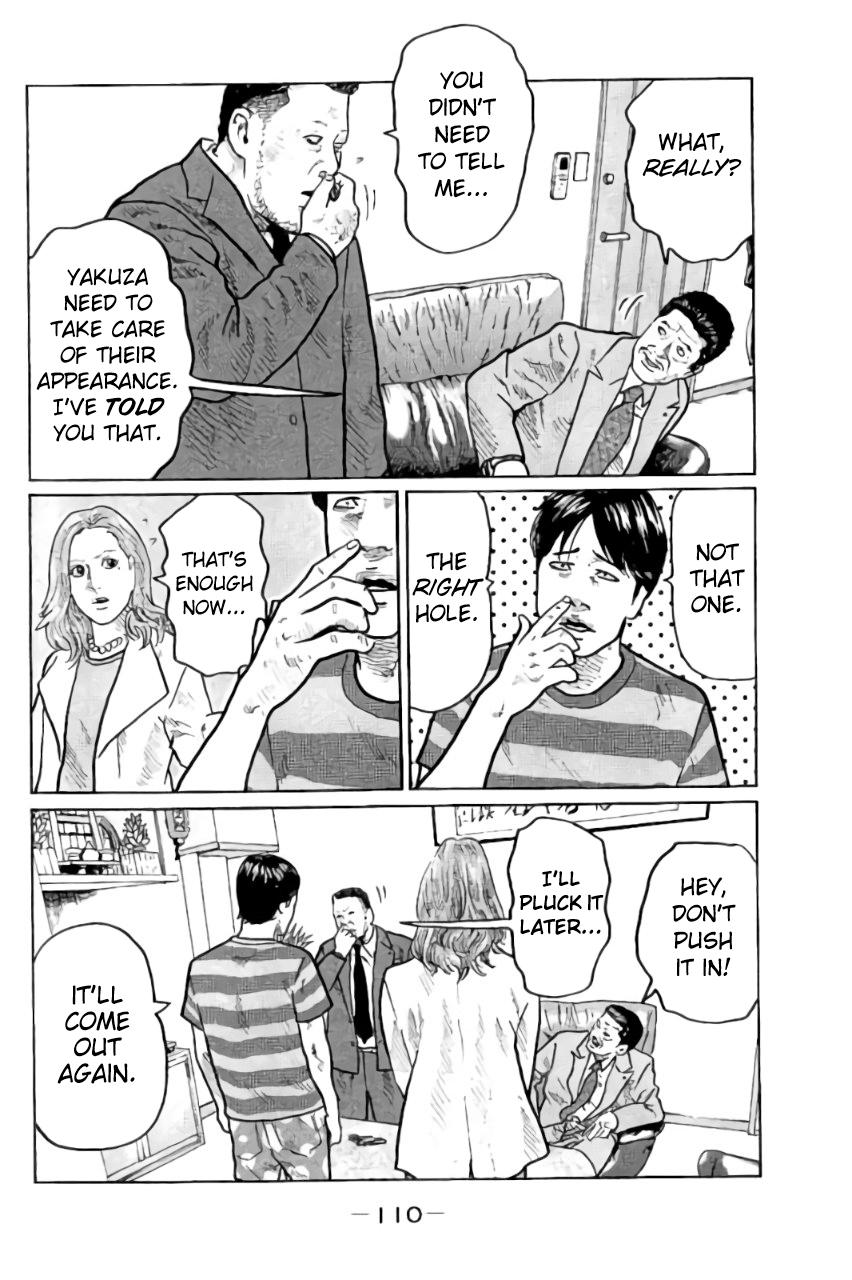 WHAT,
REALLY?
YOU
DIDN'T
NEED
TO TELL
ME...
YAKUZA
NEED TO
TAKE CARE
OF THEIR
APPEARANCE.
I'VE TOLD
YOU THAT.
NOT
THAT
ONE.
THE
RIGHT
HOLE.
THAT'S
ENOUGH
NOW...
HEY,
DON'T
PUSH
IT IN!
I'LL
PLUCK IT
LATER...
IT'LL
COME
OUT
AGAIN.
—110—